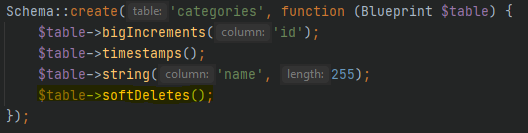 Schema::create( table: 'categories', function (Blueprint $table) {
    $table->bigIncrements( column: 'id');
    $table->timestamps();
    $table->string( column: 'name', length: 255);
    $table->softDeletes();
});